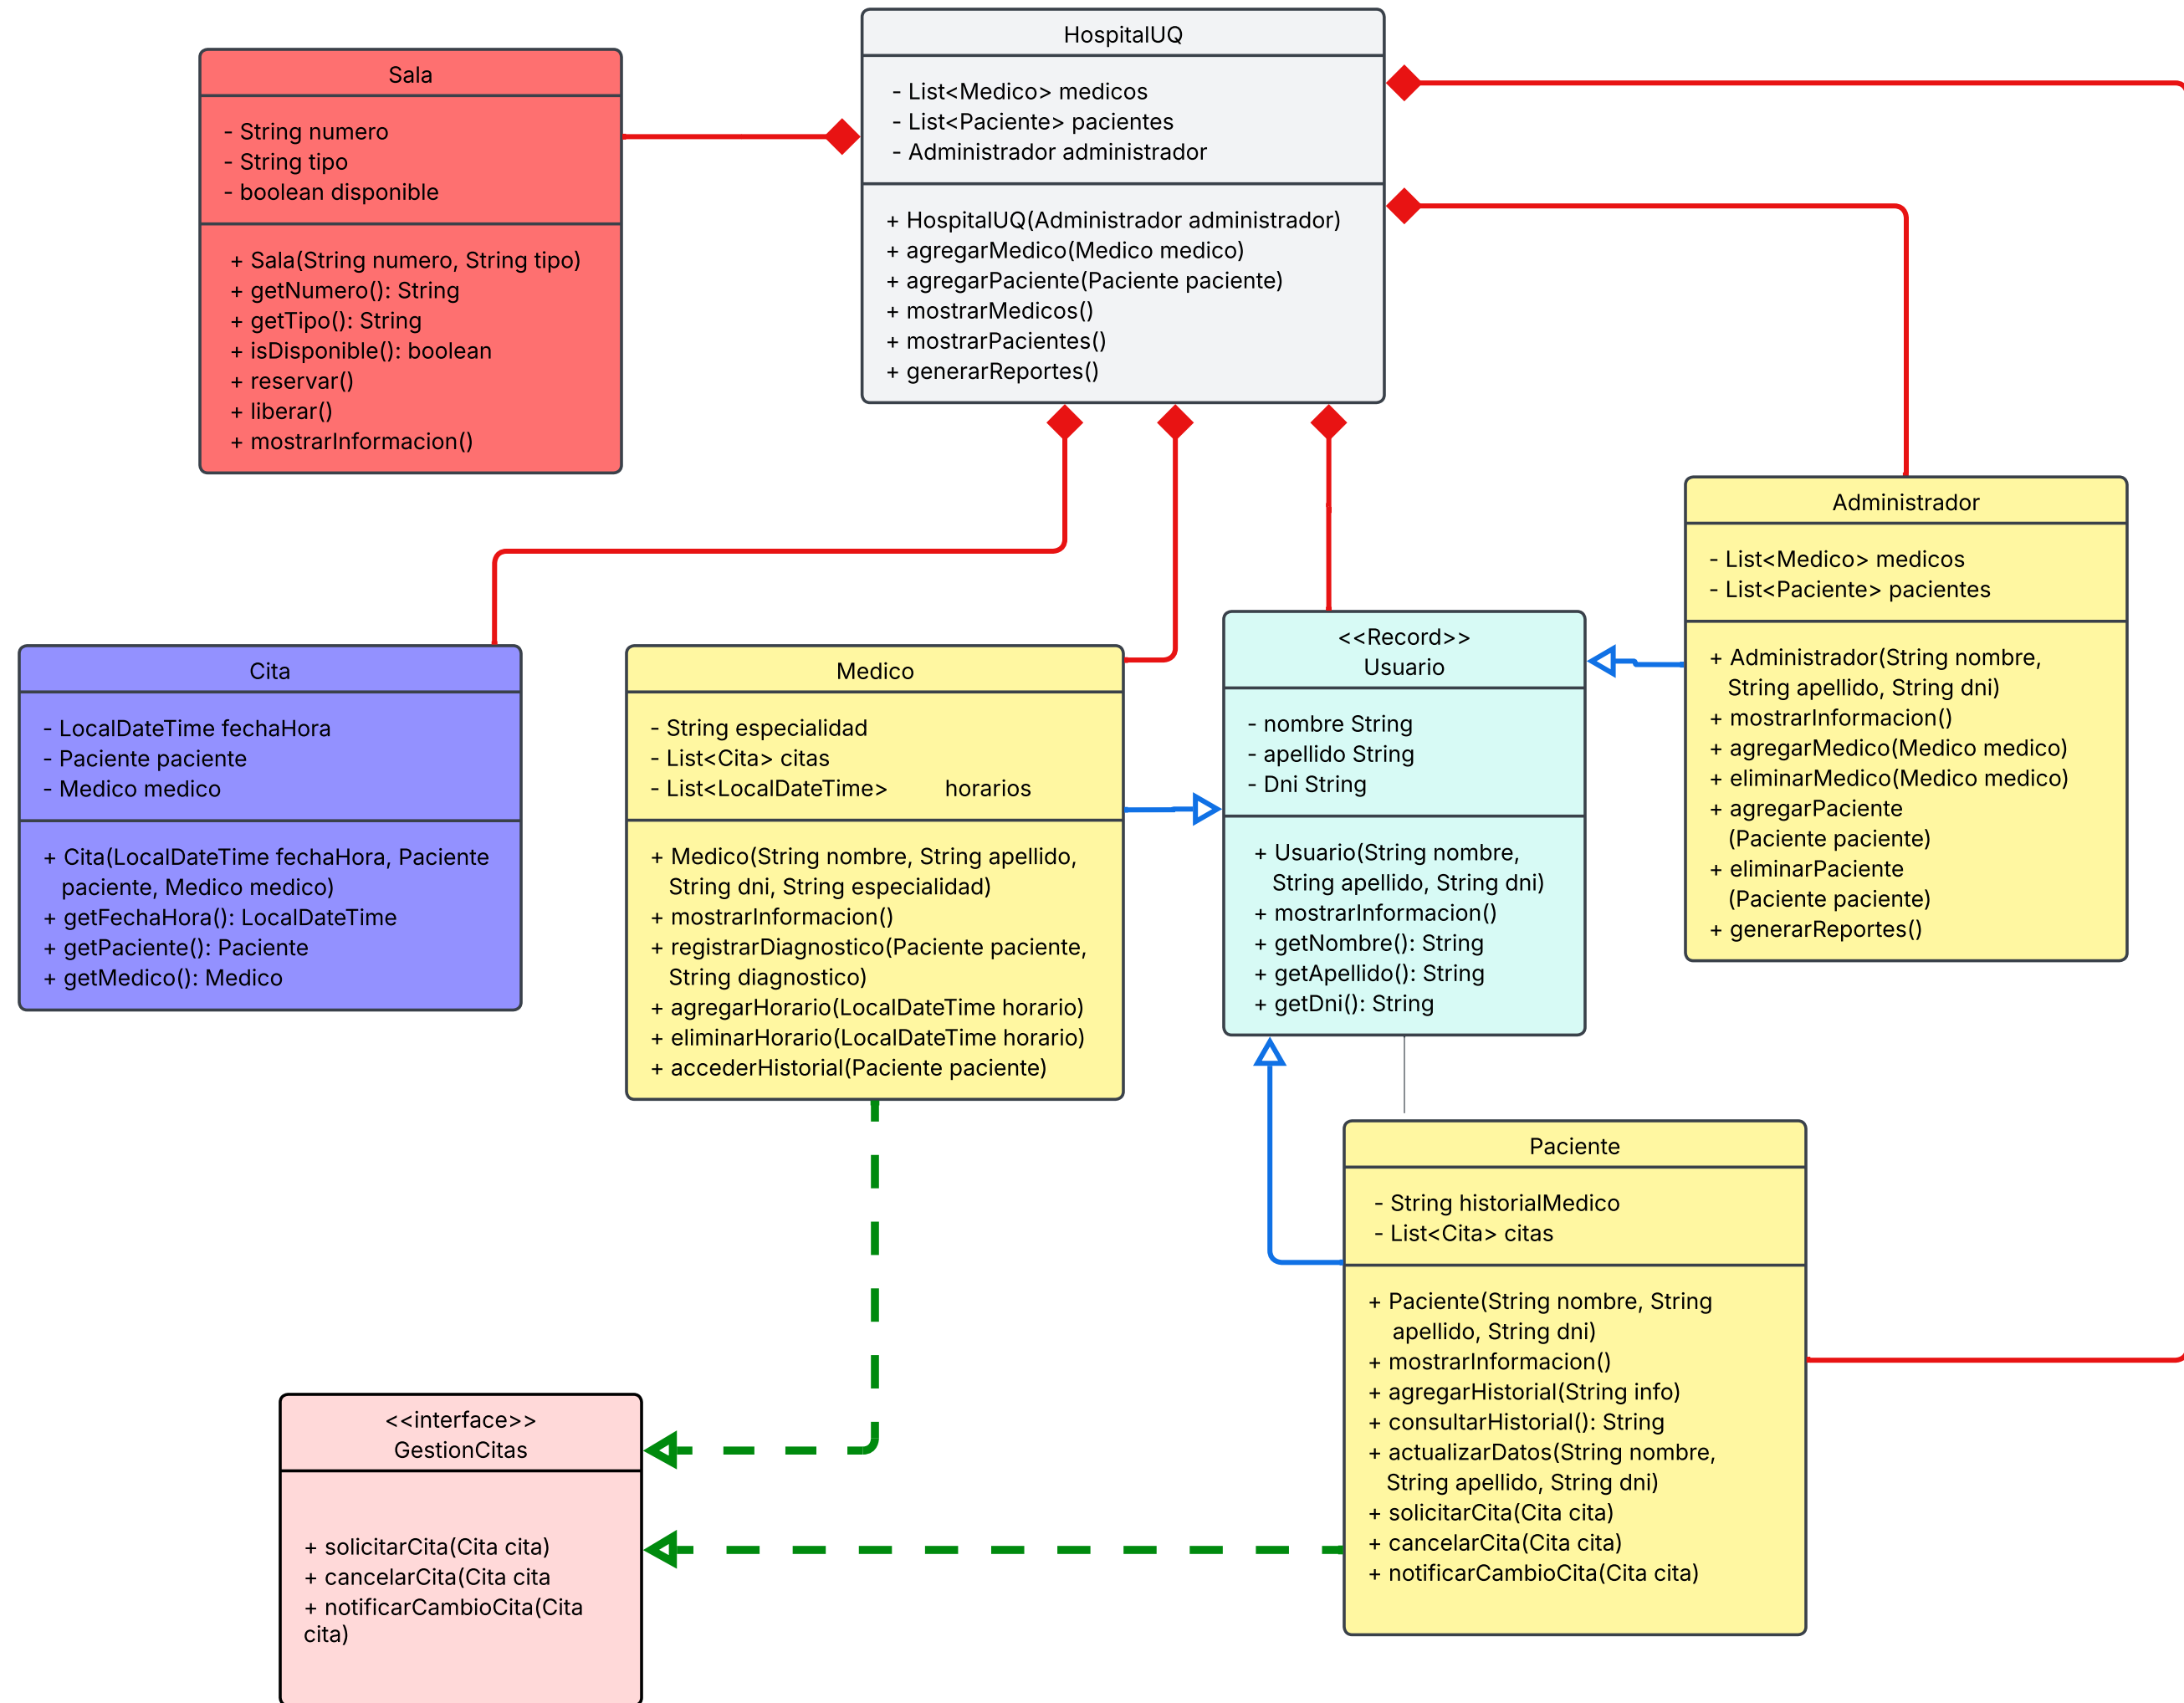 HospitalUQ
- List<Medico> medicos
- List<Paciente> pacientes
- Administrador administrador
+ HospitalUQ(Administrador administrador)
+ agregarMedico(Medico medico)
+ agregarPaciente(Paciente paciente)
+ mostrarMedicos()
+ mostrarPacientes()
+ generarReportes()
Sala
- String numero
- String tipo
- boolean disponible
+ Sala(String numero, String tipo)
+ getNumero(): String
+ getTipo(): String
+ isDisponible(): boolean
+ reservar()
+ liberar()
+ mostrarInformacion()
Administrador
- List<Medico> medicos
- List<Paciente> pacientes
+ Administrador(String nombre,
String apellido, String dni)
+ mostrarInformacion()
+ agregarMedico(Medico medico)
+ eliminarMedico(Medico medico)
+ agregarPaciente
(Paciente paciente)
+ eliminarPaciente
(Paciente paciente)
+ generarReportes()
Cita
- LocalDateTime fechaHora
- Paciente paciente
- Medico medico
+ Cita(LocalDateTime fechaHora, Paciente
paciente, Medico medico)
+ getFechaHora(): LocalDateTime
+ getPaciente(): Paciente
+ getMedico(): Medico
Medico
- String especialidad
- List<Cita> citas
- List<LocalDateTime> horarios
+ Medico(String nombre, String apellido,
String dni, String especialidad)
+ mostrarInformacion()
+ registrarDiagnostico(Paciente paciente,
String diagnostico)
+ agregarHorario(LocalDateTime horario)
+ eliminarHorario(LocalDateTime horario)
+ accederHistorial(Paciente paciente)
<<Record>>
Usuario
- nombre String
- apellido String
- Dni String
+ Usuario(String nombre,
String apellido, String dni)
+ mostrarInformacion()
+ getNombre(): String
+ getApellido(): String
+ getDni(): String
Paciente
- String historialMedico
- List<Cita> citas
+ Paciente(String nombre, String
apellido, String dni)
+ mostrarInformacion()
+ agregarHistorial(String info)
+ consultarHistorial(): String
+ actualizarDatos(String nombre,
String apellido, String dni)
+ solicitarCita(Cita cita)
+ cancelarCita(Cita cita)
+ notificarCambioCita(Cita cita)
<<interface>>
GestionCitas
+ solicitarCita(Cita cita)
+ cancelarCita(Cita cita
+ notificarCambioCita(Cita
cita)